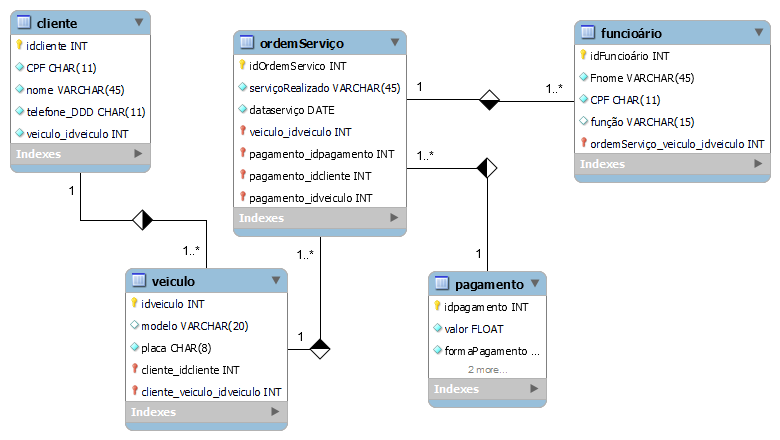 cliente
idcliente INT
CPF CHAR(11)
nome VARCHAR(45)
telefone_DDD CHAR(11)
veiculo_idveiculo INT
Indexes
ordemServiço
idOrdemServico INT
serviçoRealizado VARCHAR(45)
dataserviço DATE
veiculo_idveiculo INT
pagamento_idpagamento INT
pagamento_idcliente INT
pagamento_idveiculo INT
Indexes
funcioário
idFuncioário INT
Fnome VARCHAR(45)
CPF CHAR(11)
função VARCHAR(15)
ordemServiço_veiculo_idveiculo INT
Indexes
1
1..*
1..*
1
1
1..*
1..*
1
veiculo
idveiculo INT
modelo VARCHAR(20)
placa CHAR(8)
cliente_idcliente INT
cliente_veiculo_idveiculo INT
Indexes
pagamento
idpagamento INT
valor FLOAT
formaPagamento ...
2 more...
Indexes